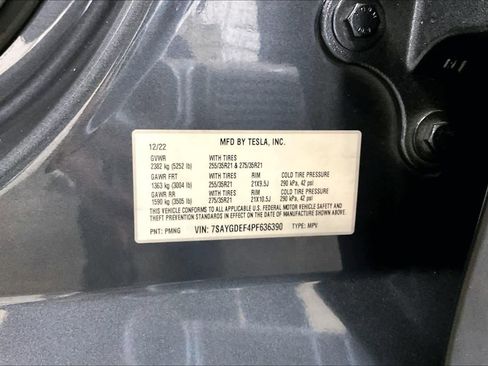 12/22 MFD BY TESLA, INC.
GVWR WITH TIRES
2382 kg (5252 lb) 255/35R21 & 275/35R21
GAWR FRT WITH TIRES RIM COLD TIRE PRESSURE
1363 kg (3004 lb) 255/35R21 21X9.5J 290 kPa, 42 psi
GAWR RR WITH TIRES RIM COLD TIRE PRESSURE
1590 kg (3505 lb) 275/35R21 21X10.5J 290 kPa, 42 psi
THIS VEHICLE CONFORMS TO ALL APPLICABLE FEDERAL MOTOR VEHICLE SAFETY AND
THEFT PREVENTION STANDARDS IN EFFECT ON THE DATE OF MANUFACTURE SHOWN ABOVE.
PNT: PMNG VIN: 7SAYGDEF4PF636390 TYPE: MPV